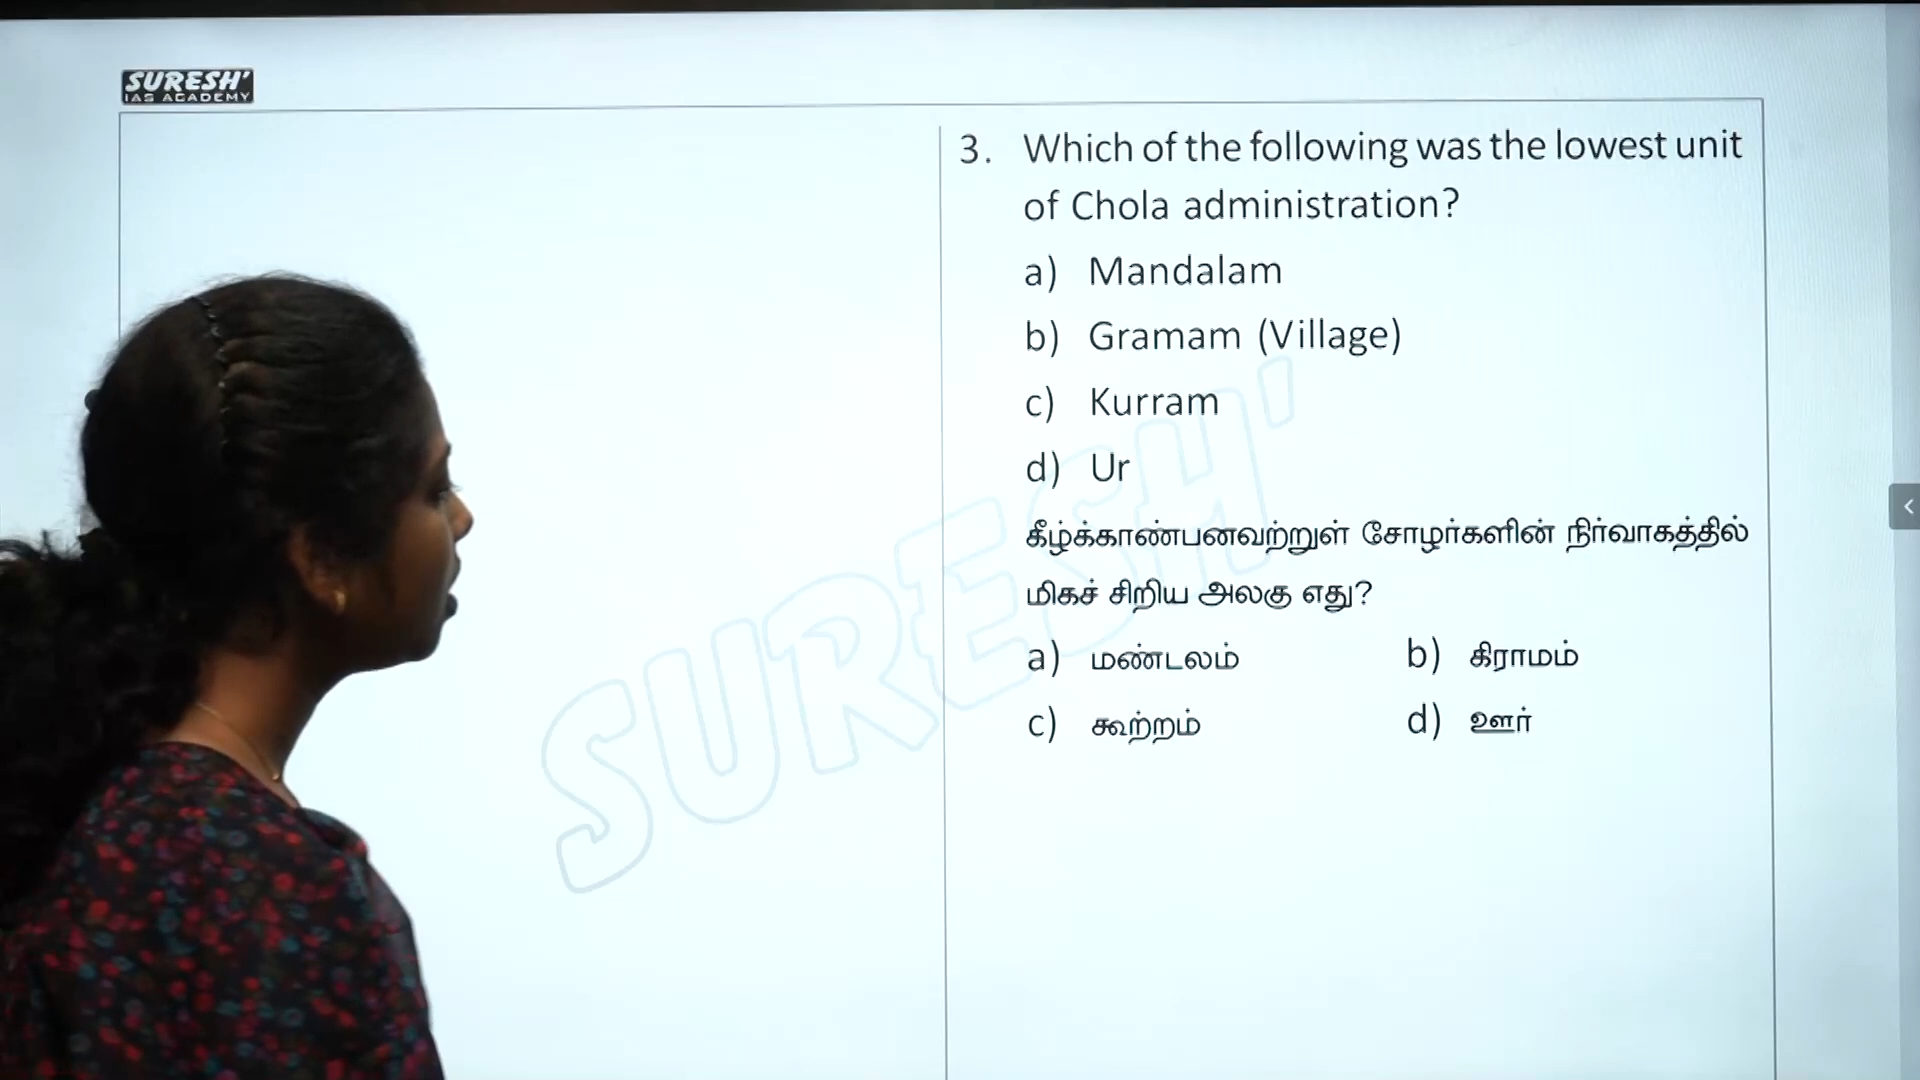 SURESH'
IAS ACADEMY
3. Which of the following was the lowest unit
of Chola administration?
a) Mandalam
b) Gramam (Village)
c) Kurram
d) Ur
கீழ்க்காண்பனவற்றுள் சோழர்களின் நிர்வாகத்தில்
மிகச் சிறிய அலகு எது?
a) மண்டலம் b) கிராமம்
c) கூற்றம் d) ஊர்
SURESH'